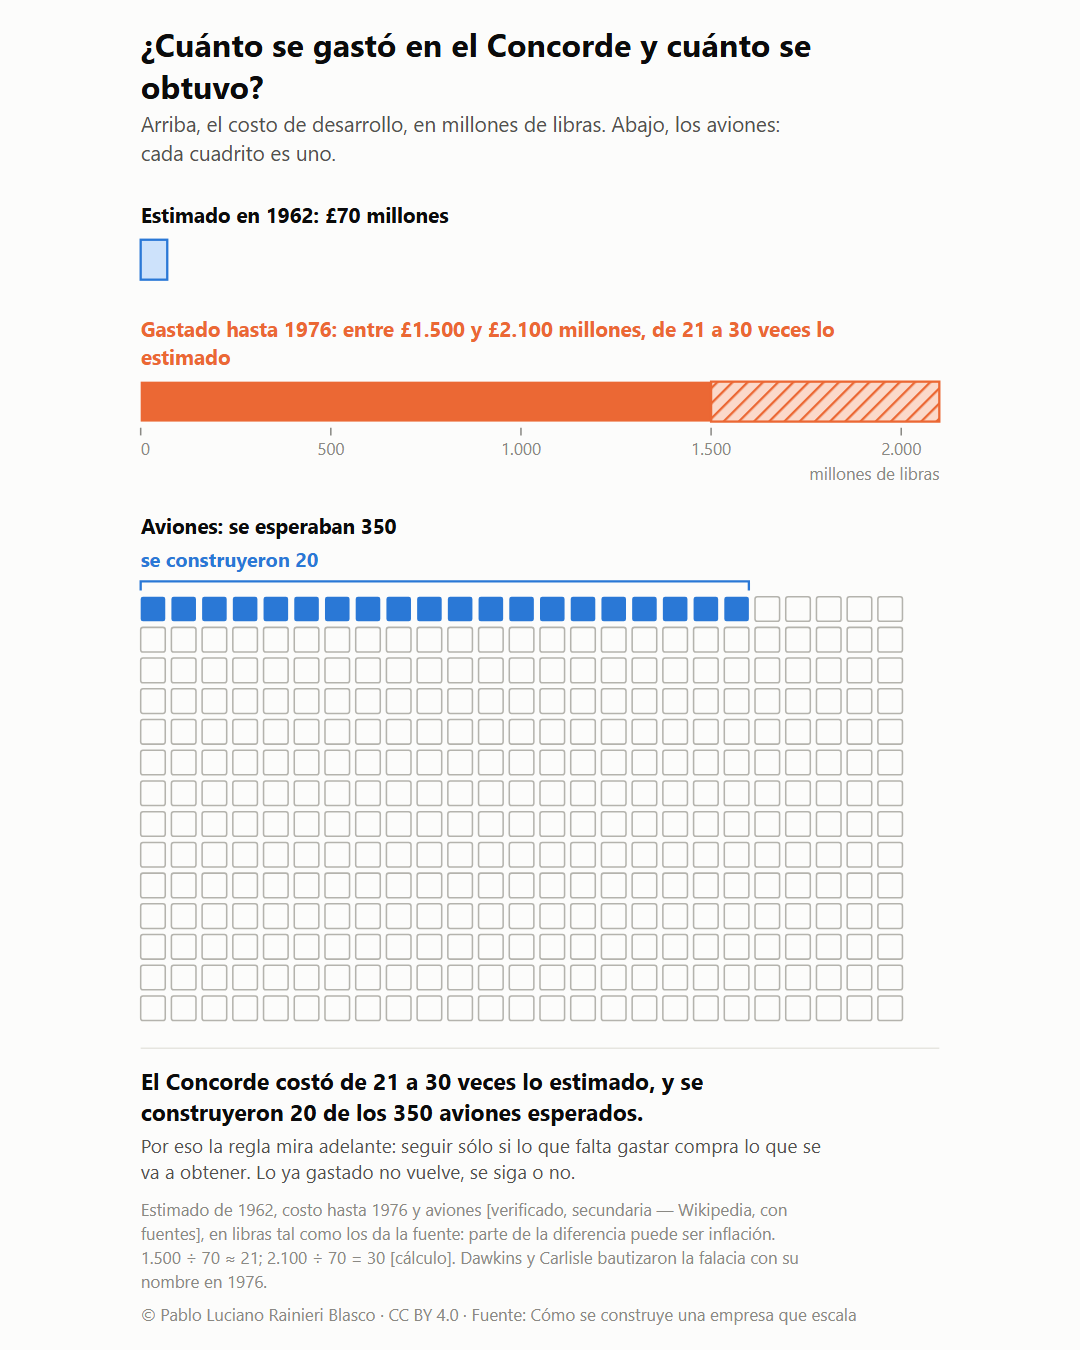 ¿Cuánto se gastó en el Concorde y cuánto se
obtuvo?
Arriba, el costo de desarrollo, en millones de libras. Abajo, los aviones:
cada cuadrito es uno.
Estimado en 1962: £70 millones
Gastado hasta 1976: entre £1.500 y £2.100 millones, de 21 a 30 veces lo
estimado
0 500 1.000 1.500 2.000
millones de libras
Aviones: se esperaban 350
se construyeron 20
El Concorde costó de 21 a 30 veces lo estimado, y se
construyeron 20 de los 350 aviones esperados.
Por eso la regla mira adelante: seguir sólo si lo que falta gastar compra lo que se
va a obtener. Lo ya gastado no vuelve, se siga o no.
Estimado de 1962, costo hasta 1976 y aviones [verificado, secundaria — Wikipedia, con
fuentes], en libras tal como los da la fuente: parte de la diferencia puede ser inflación.
1.500 ÷ 70 ≈ 21; 2.100 ÷ 70 = 30 [cálculo]. Dawkins y Carlisle bautizaron la falacia con su
nombre en 1976.
© Pablo Luciano Rainieri Blasco · CC BY 4.0 · Fuente: Cómo se construye una empresa que escala